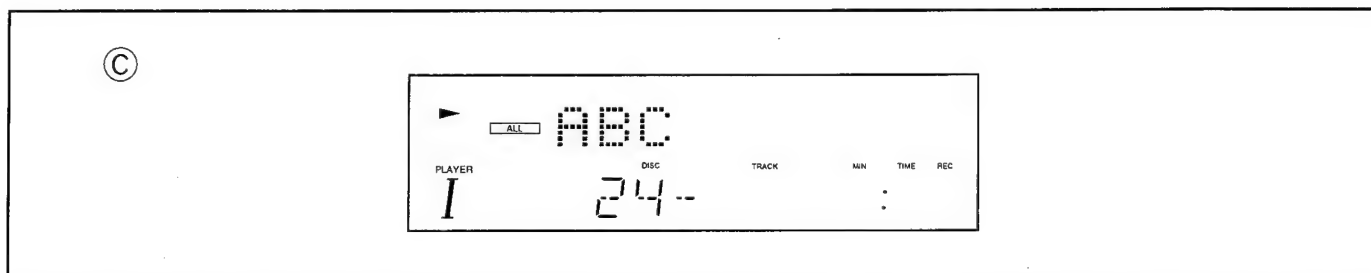 Ⓒ
ALL ABC
PLAYER DISC TRACK MIN TIME REC
I 24- :